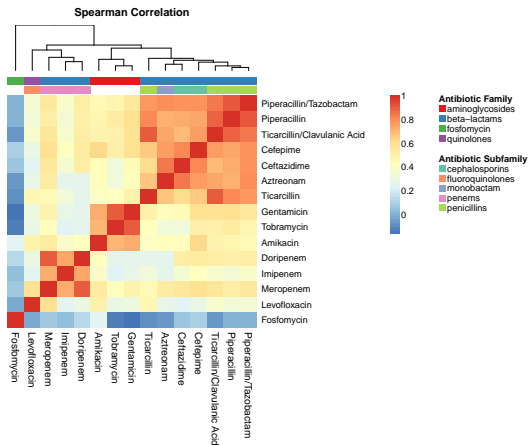 Spearman Correlation
Piperacillin/Tazobactam
Piperacillin
Ticarcillin/Clavulanic Acid
Cefepime
Ceftazidime
Aztreonam
Ticarcillin
Gentamicin
Tobramycin
Amikacin
Doripenem
Imipenem
Meropenem
Levofloxacin
Fosfomycin
1
0.8
0.6
0.4
0.2
0
Antibiotic Family
aminoglycosides
beta-lactams
fosfomycin
quinolones
Antibiotic Subfamily
cephalosporins
fluoroquinolones
monobactam
penems
penicillins
Fosfomycin
Levofloxacin
Meropenem
Imipenem
Doripenem
Amikacin
Tobramycin
Gentamicin
Ticarcillin
Aztreonam
Ceftazidime
Cefepime
Ticarcillin/Clavulanic Acid
Piperacillin
Piperacillin/Tazobactam